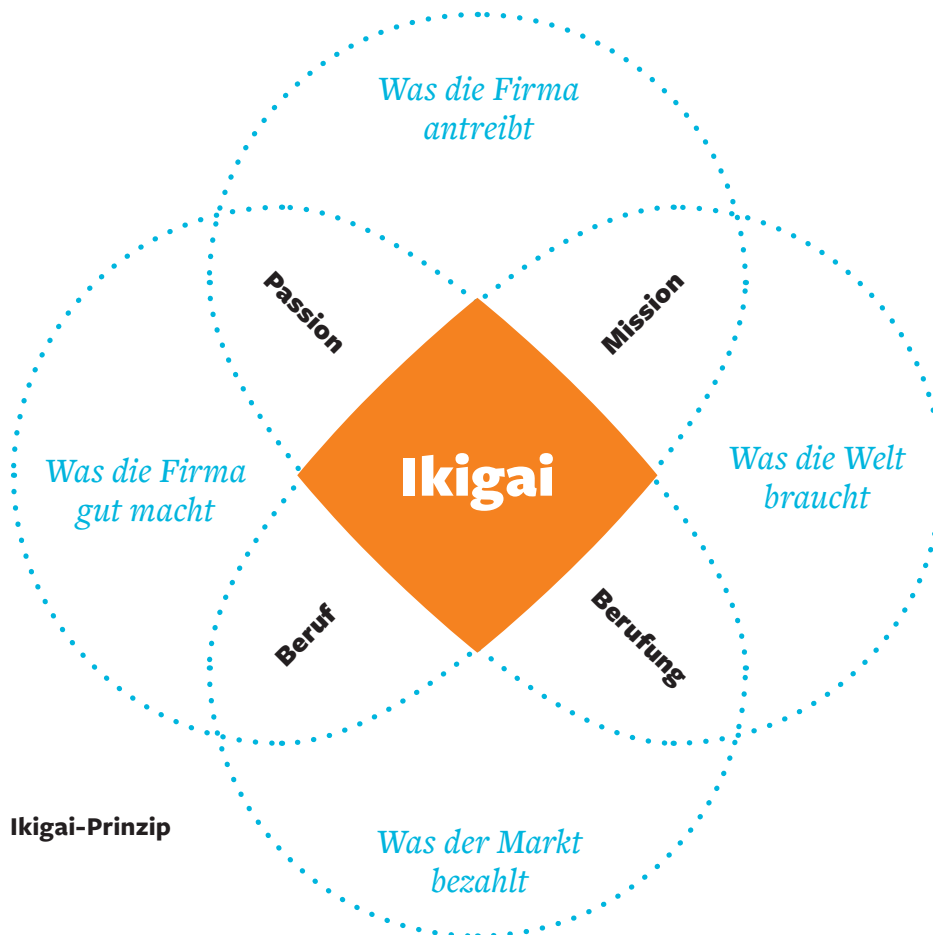 Was die Firma
antreibt
Passion
Mission
Was die Firma
gut macht
Ikigai
Was die Welt
braucht
Beruf
Berufung
Ikigai-Prinzip
Was der Markt
bezahlt